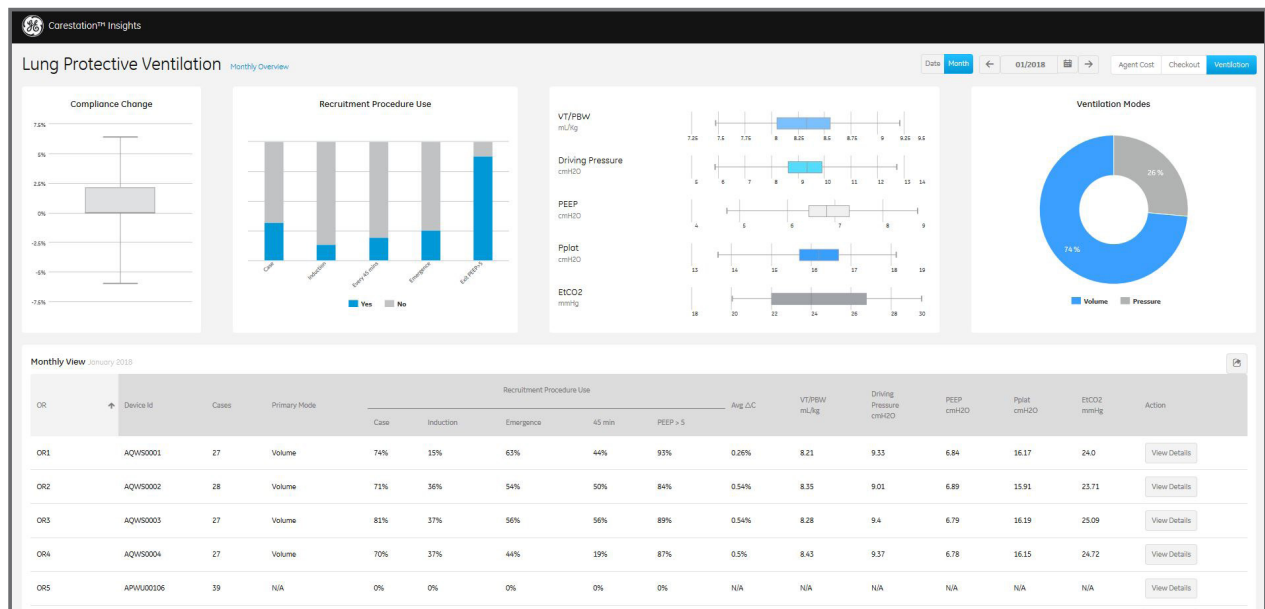 Carestation™ Insights
Lung Protective Ventilation Monthly Overview
Date Month 01/2018 Agent Cost Checkout Ventilation
Compliance Change
7.5%
5%
2.5%
0%
-2.5%
-5%
-7.5%
Recruitment Procedure Use
Case Induction Every 45 mins Emergence Exit PEEP>5
Yes No
VT/PBW
mL/Kg
7.25 7.5 7.75 8 8.25 8.5 8.75 9 9.25 9.5
Driving Pressure
cmH2O
5 6 7 8 9 10 11 12 13 14
PEEP
cmH2O
4 5 6 7 8 9
Pplat
cmH2O
13 14 15 16 17 18 19
EtCO2
mmHg
18 20 22 24 26 28 30
Ventilation Modes
26 %
74 %
Volume Pressure
Monthly View January 2018
OR Device Id Cases Primary Mode Recruitment Procedure Use Avg △C VT/PBW mL/kg Driving Pressure cmH2O PEEP cmH2O Pplat cmH2O EtCO2 mmHg Action
Case Induction Emergence 45 min PEEP > 5
OR1 AQWS0001 27 Volume 74% 15% 63% 44% 93% 0.26% 8.21 9.33 6.84 16.17 24.0 View Details
OR2 AQWS0002 28 Volume 71% 36% 54% 50% 84% 0.54% 8.35 9.01 6.89 15.91 23.71 View Details
OR3 AQWS0003 27 Volume 81% 37% 56% 56% 89% 0.54% 8.28 9.4 6.79 16.19 25.09 View Details
OR4 AQWS0004 27 Volume 70% 37% 44% 19% 87% 0.5% 8.43 9.37 6.78 16.15 24.72 View Details
OR5 APWU00106 39 N/A 0% 0% 0% 0% 0% N/A N/A N/A N/A N/A N/A View Details